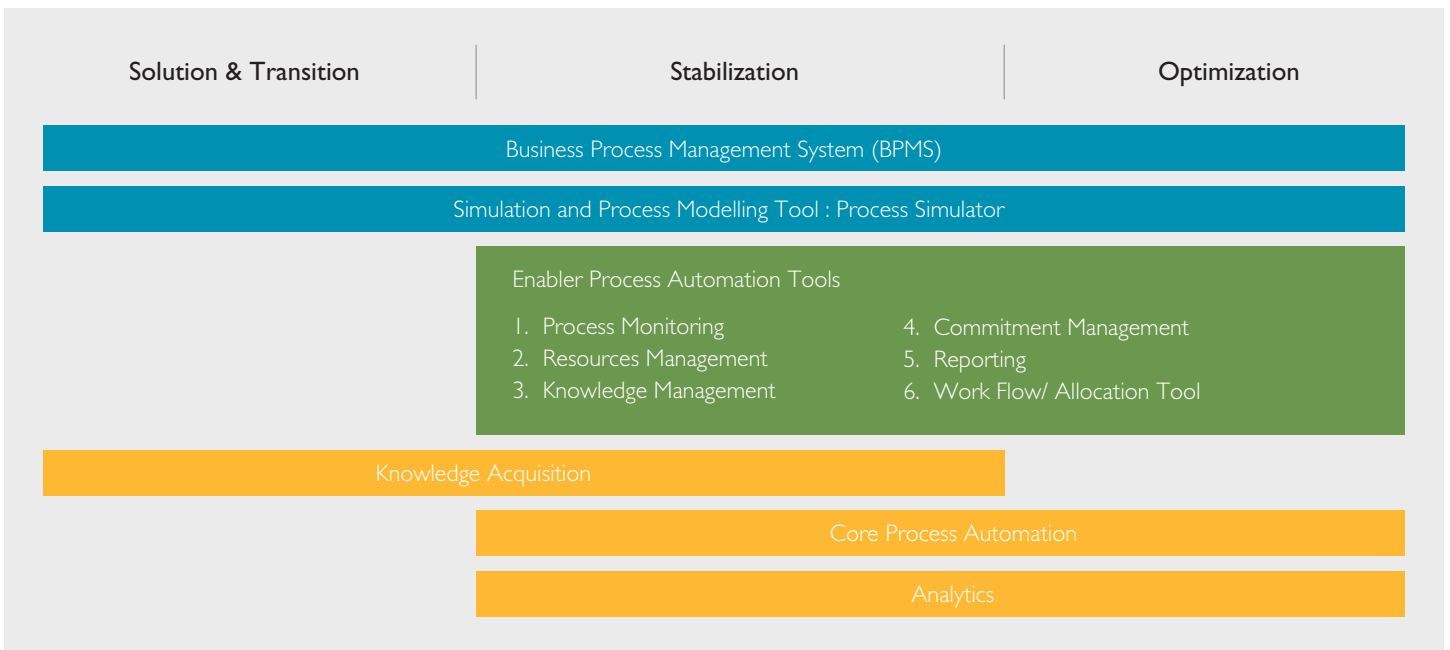 Solution & Transition
Stabilization
Optimization
Business Process Management System (BPMS)
Simulation and Process Modelling Tool : Process Simulator
Enabler Process Automation Tools
1. Process Monitoring
2. Resources Management
3. Knowledge Management
4. Commitment Management
5. Reporting
6. Work Flow/ Allocation Tool
Knowledge Acquisition
Core Process Automation
Analytics